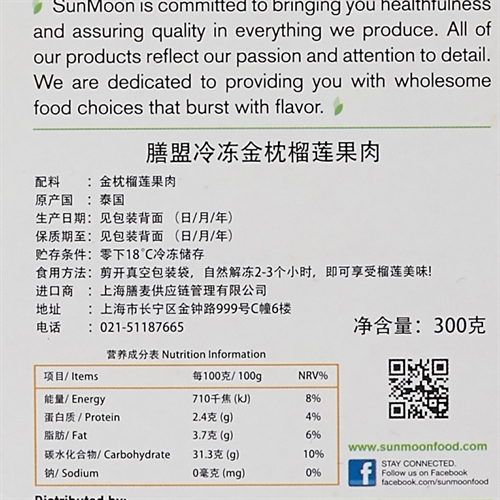 SunMoon is committed to bringing you healthfulness
and assuring quality in everything we produce. All of
our products reflect our passion and attention to detail.
We are dedicated to providing you with wholesome
food choices that burst with flavor.
膳盟冷冻金枕榴莲果肉
配料 ：金枕榴莲果肉
原产国 ：泰国
生产日期：见包装背面 （日/月/年）
保质期至：见包装背面 （日/月/年）
贮存条件：零下18°C冷冻储存
食用方法：剪开真空包装袋，自然解冻2-3个小时，即可享受榴莲美味!
进口商 ：上海膳麦供应链管理有限公司
地址 ：上海市长宁区金钟路999号C幢6楼
电话 ：021-51187665
净含量：300克
营养成分表 Nutrition Information
项目/ Items 每100克/ 100g NRV%
能量/ Energy 710千焦 (kJ) 8%
蛋白质 / Protein 2.4克 (g) 4%
脂肪/ Fat 3.7克 (g) 6%
碳水化合物/ Carbohydrate 31.3克 (g) 10%
钠/ Sodium 0毫克 (mg) 0%
www.sunmoonfood.com
f
STAY CONNECTED.
Follow us on Facebook
facebook.com/sunmoonfood
Distributed by: